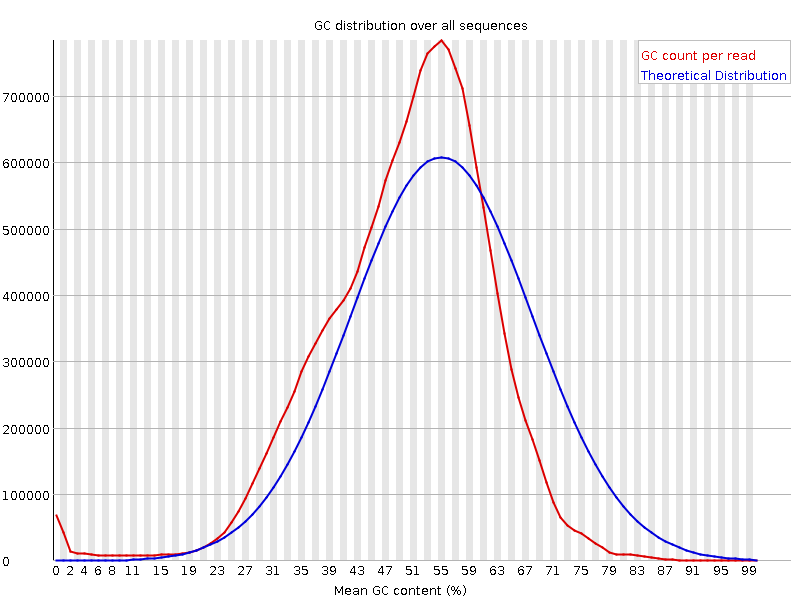 GC distribution over all sequences
GC count per read
Theoretical Distribution
700000
600000
500000
400000
300000
200000
100000
0
0 2 4 6 8 11 15 19 23 27 31 35 39 43 47 51 55 59 63 67 71 75 79 83 87 91 95 99
Mean GC content (%)